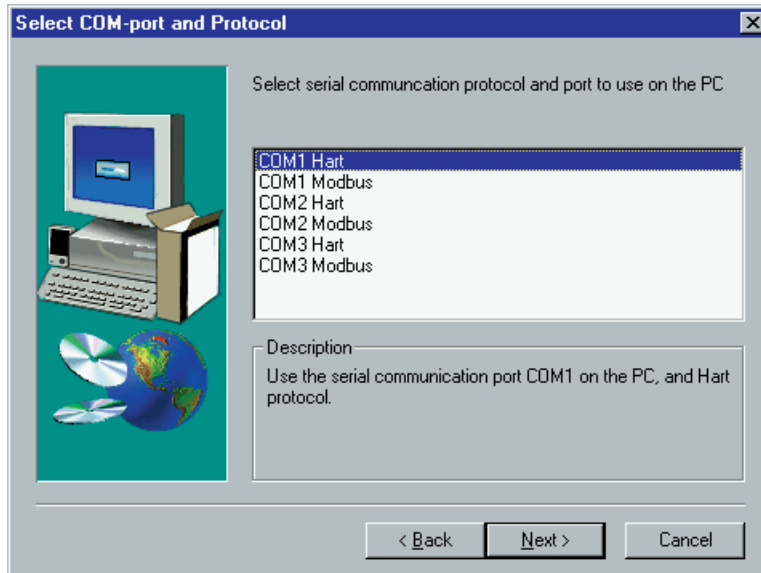 Select COM-port and Protocol
Select serial communcation protocol and port to use on the PC
COM1 Hart
COM1 Modbus
COM2 Hart
COM2 Modbus
COM3 Hart
COM3 Modbus
Description
Use the serial communication port COM1 on the PC, and Hart
protocol.
< Back
Next >
Cancel